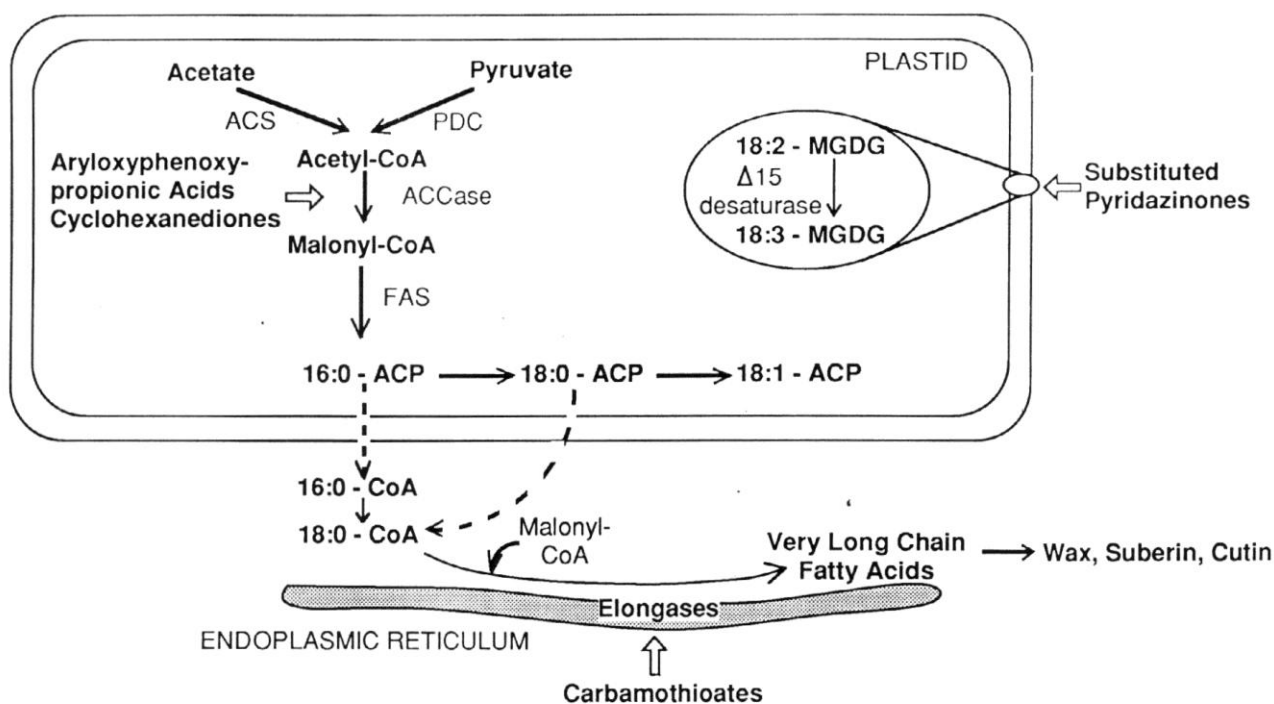 PLASTID
Acetate
Pyruvate
ACS
PDC
Aryloxyphenoxy-
propionic Acids
Cyclohexanediones
Acetyl-CoA
ACCase
Malonyl-CoA
FAS
18:2 - MGDG
Δ15
desaturase
18:3 - MGDG
Substituted
Pyridazinones
16:0 - ACP
18:0 - ACP
18:1 - ACP
16:0 - CoA
18:0 - CoA
Malonyl-
CoA
Very Long Chain
Fatty Acids
Wax, Suberin, Cutin
Elongases
ENDOPLASMIC RETICULUM
Carbamothioates